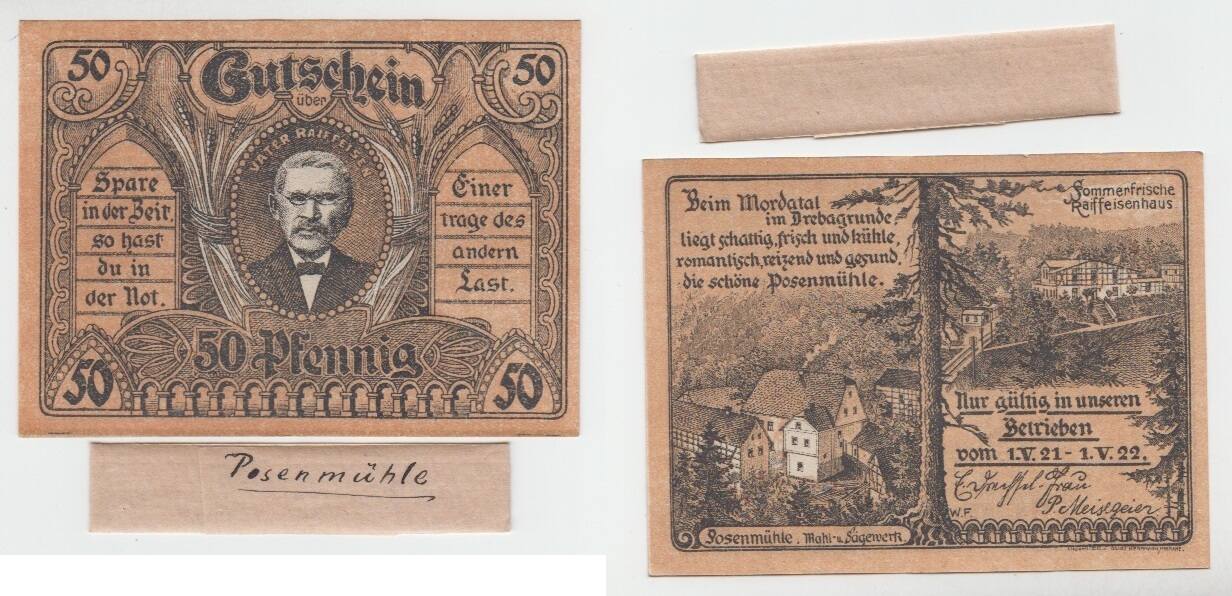 50
Gutschein
50
über
VATER RAIFFEISEN
Spare
in der Zeit,
so hast
du in
der Not.
Einer
trage des
andern
Last.
50 Pfennig
50
50
Posenmühle
Beim Mordatal
im Drebagrunde
liegt schattig, frisch und kühle,
romantisch, reizend und gesund,
die schöne Posenmühle.
Sommerfrische
Raiffeisenhaus
Nur gültig in unseren
Betrieben
vom 1.V.21 - 1.V.22.
P. Meisegeier
W.F.
Posenmühle, Mahl- u. Sägewerk